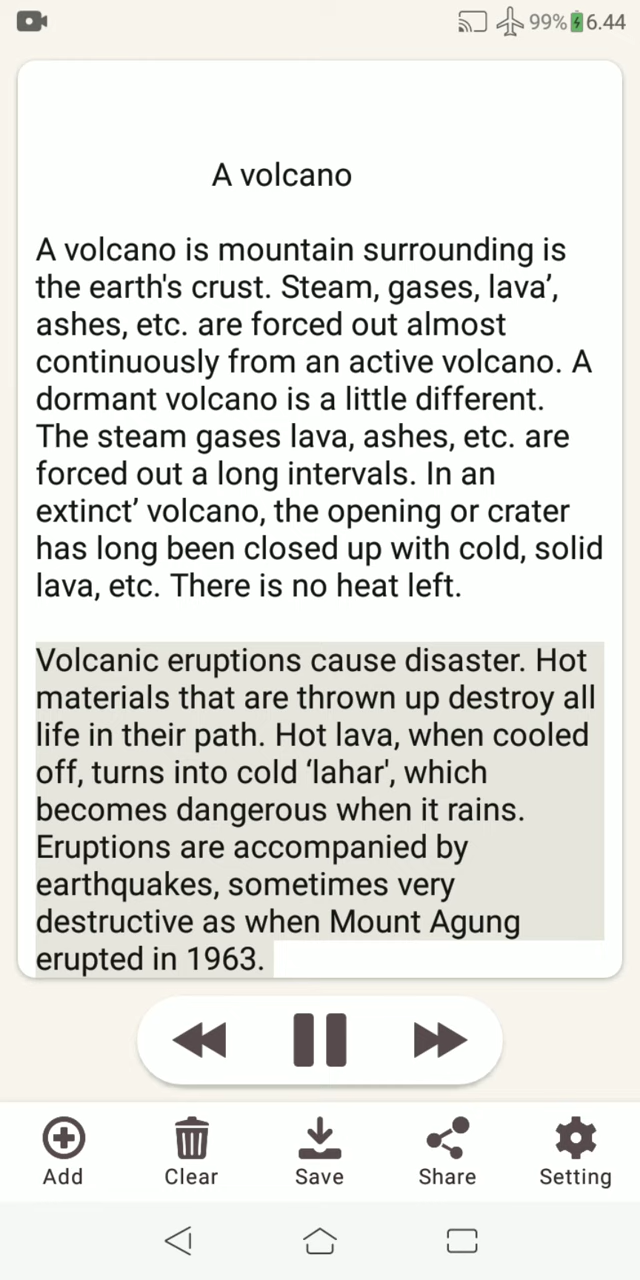 99% 6.44
A volcano
A volcano is mountain surrounding is
the earth's crust. Steam, gases, lava’,
ashes, etc. are forced out almost
continuously from an active volcano. A
dormant volcano is a little different.
The steam gases lava, ashes, etc. are
forced out a long intervals. In an
extinct’ volcano, the opening or crater
has long been closed up with cold, solid
lava, etc. There is no heat left.
Volcanic eruptions cause disaster. Hot
materials that are thrown up destroy all
life in their path. Hot lava, when cooled
off, turns into cold ‘lahar', which
becomes dangerous when it rains.
Eruptions are accompanied by
earthquakes, sometimes very
destructive as when Mount Agung
erupted in 1963.
Add Clear Save Share Setting